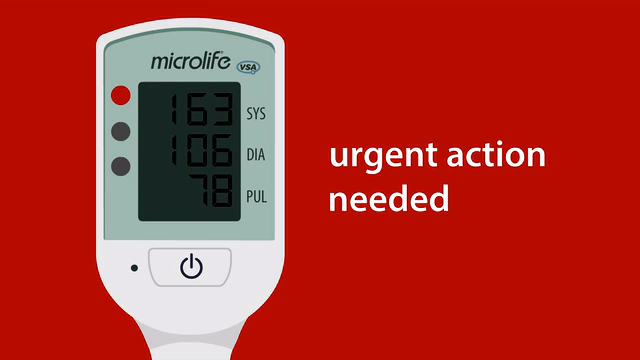 microlife
VSA
163 SYS
106 DIA
78 PUL
urgent action
needed